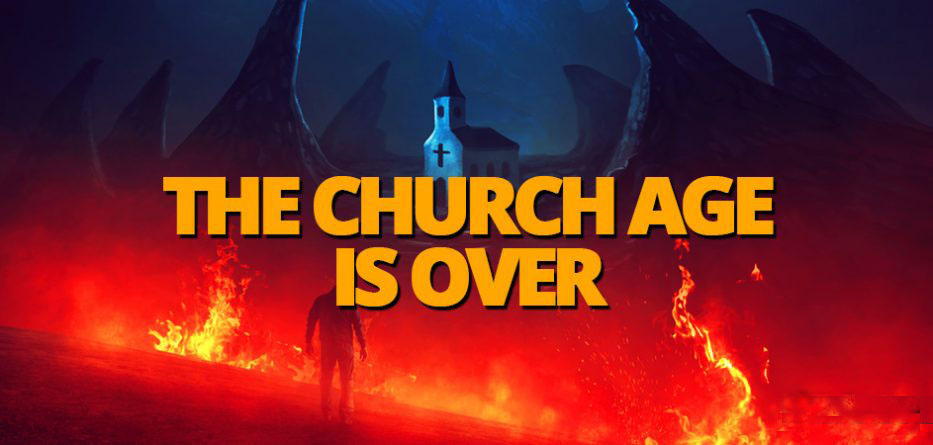 THE CHURCH AGE
IS OVER